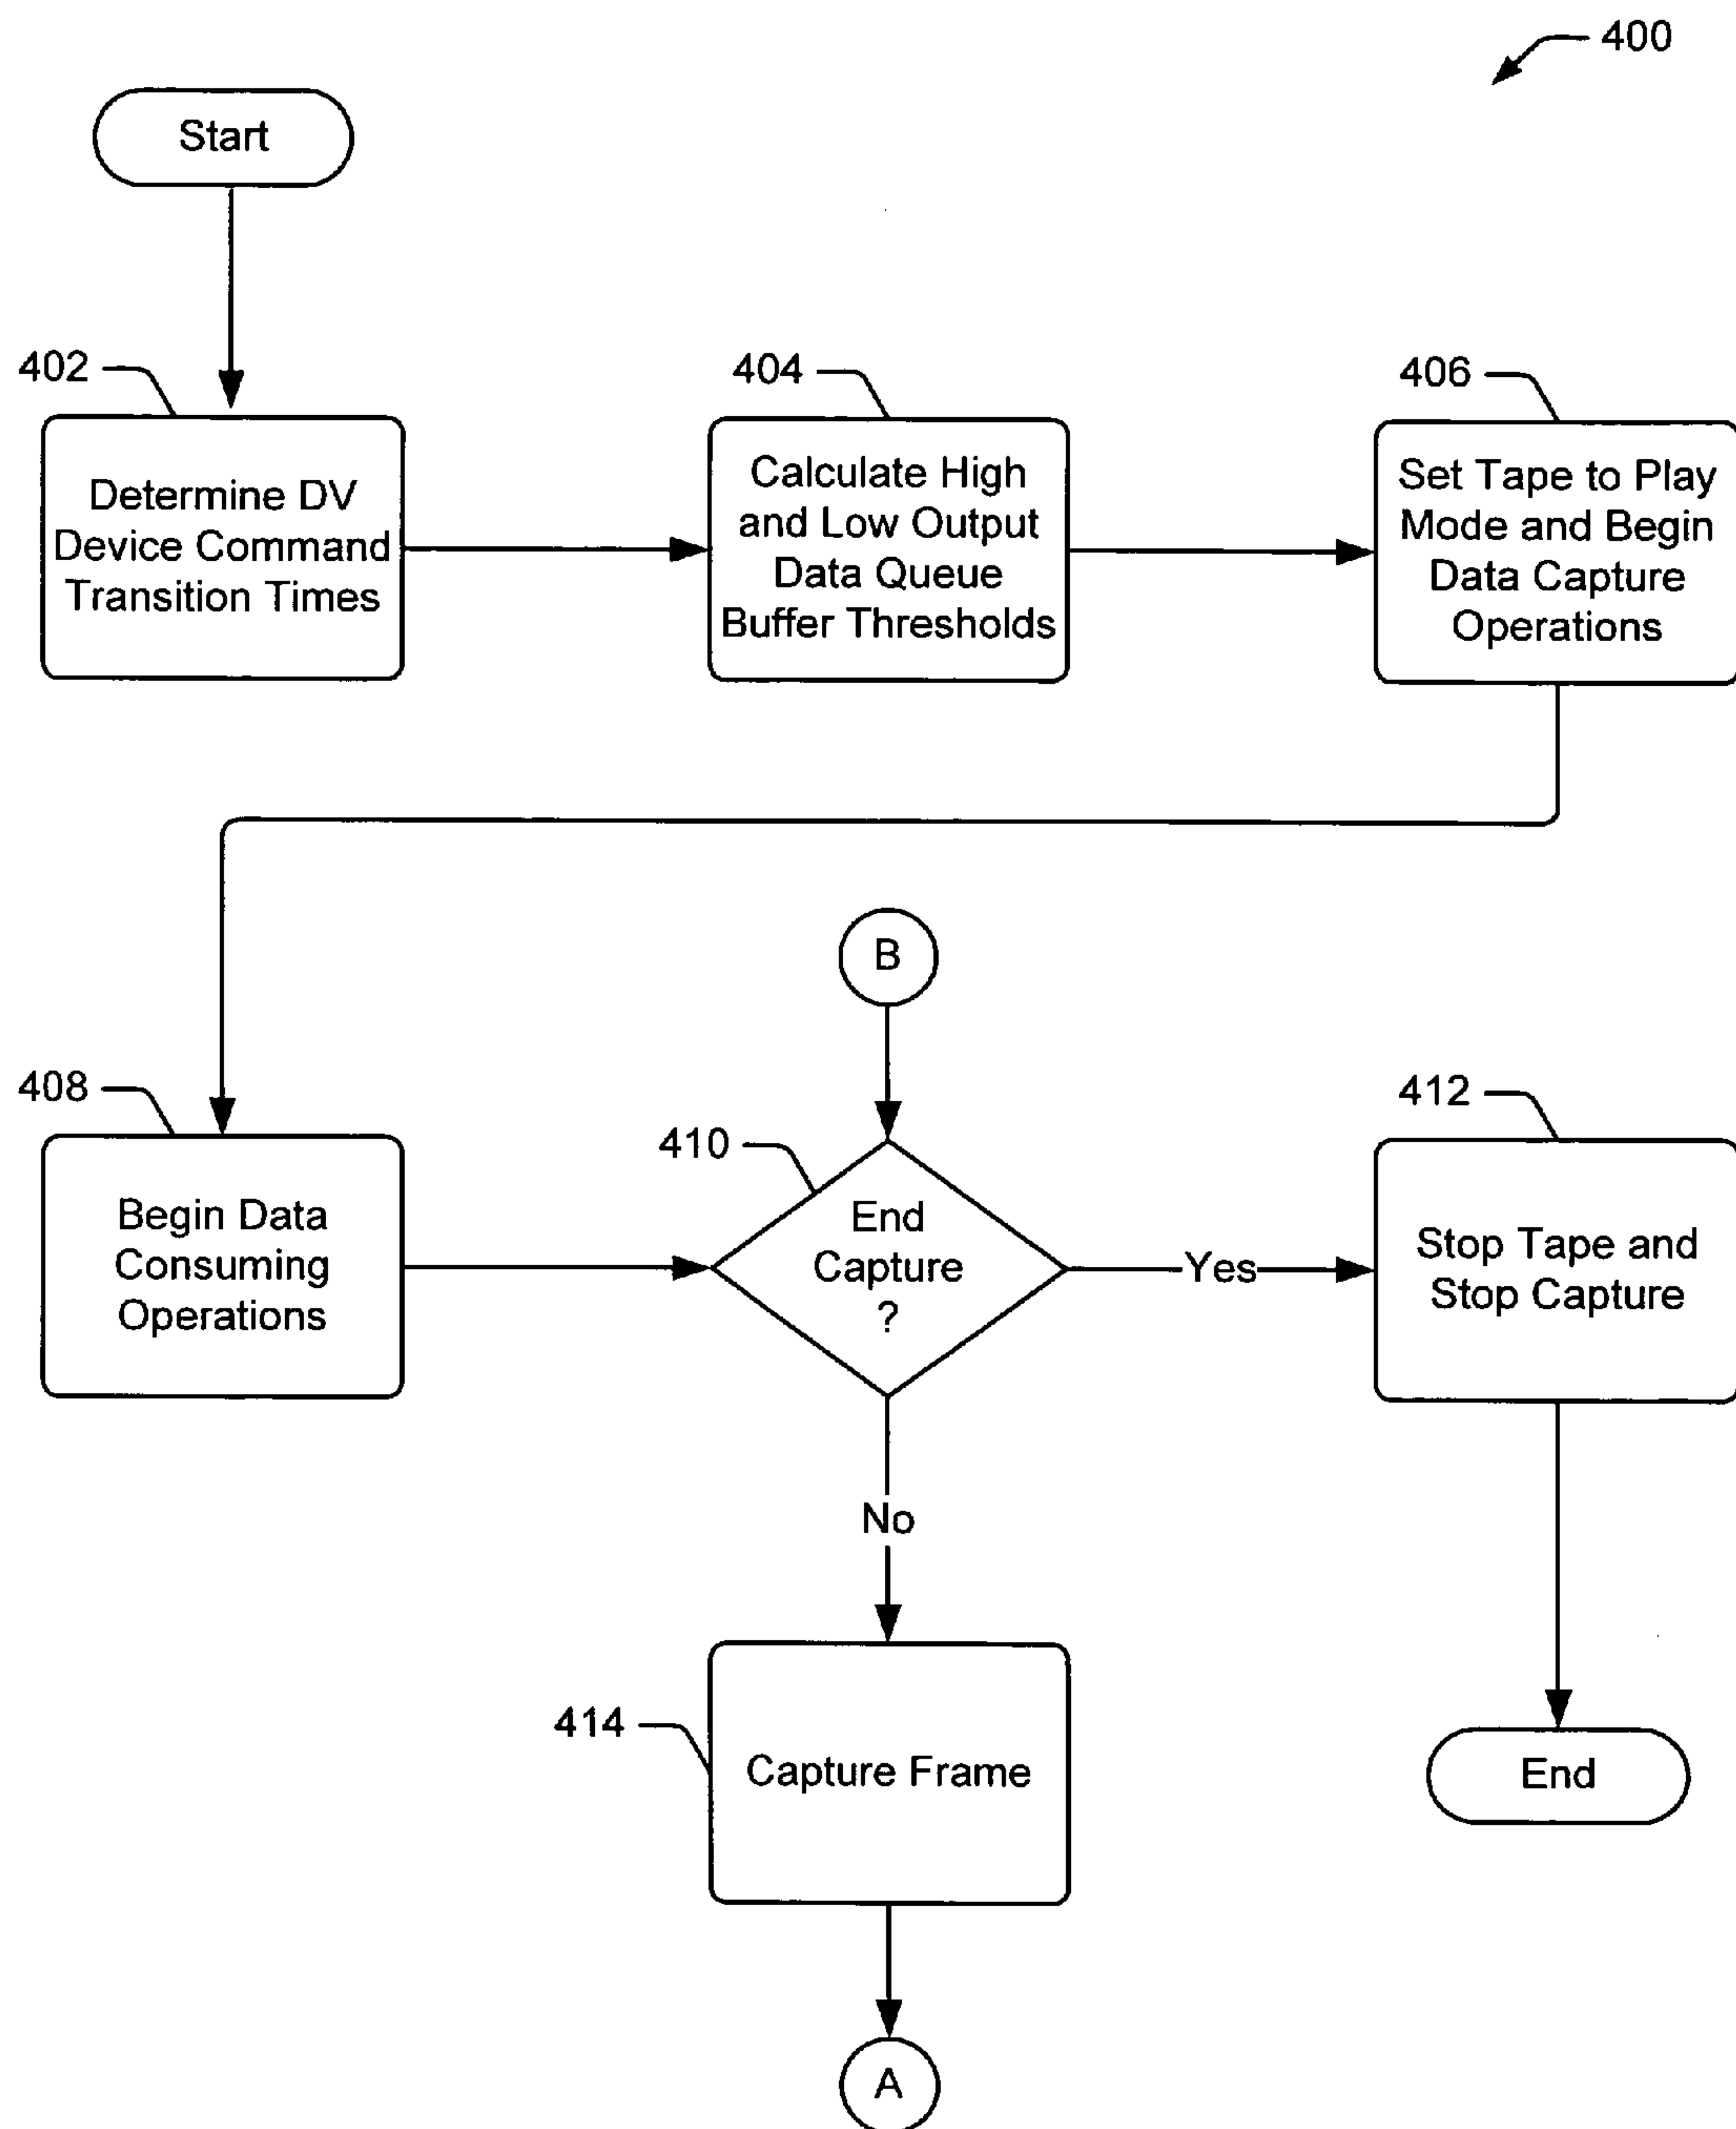 400
Start
402
Determine DV
Device Command
Transition Times
404
Calculate High
and Low Output
Data Queue
Buffer Thresholds
406
Set Tape to Play
Mode and Begin
Data Capture
Operations
408
Begin Data
Consuming
Operations
B
410
End
Capture
?
Yes
412
Stop Tape and
Stop Capture
No
414
Capture Frame
End
A